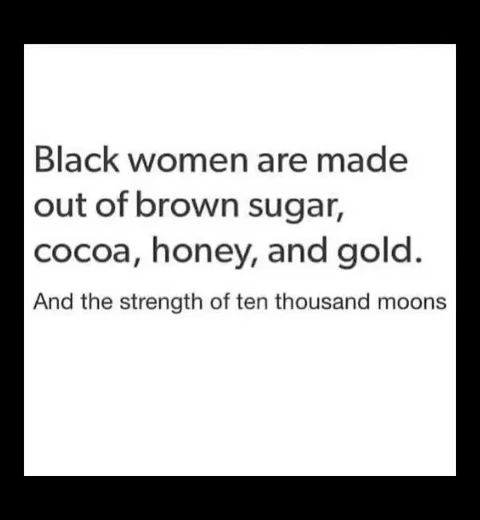 Black women are made
out of brown sugar,
cocoa, honey, and gold.
And the strength of ten thousand moons